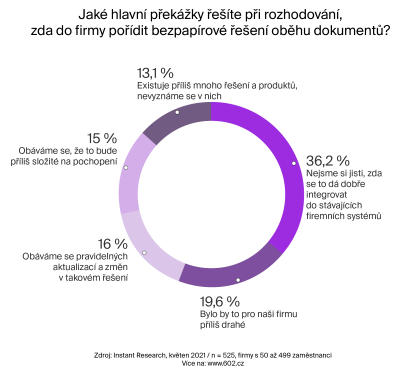 Jaké hlavní překážky řešíte při rozhodování,
zda do firmy pořídit bezpapírové řešení oběhu dokumentů?
13,1 %
Existuje příliš mnoho řešení a produktů,
nevyznáme se v nich
15 %
Obáváme se, že to bude
příliš složité na pochopení
36,2 %
Nejsme si jisti, zda
se to dá dobře
integrovat
do stávajících
firemních systémů
16 %
Obáváme se pravidelných
aktualizací a změn
v takovém řešení
19,6 %
Bylo by to pro naši firmu
příliš drahé
Zdroj: Instant Research, květen 2021 / n = 525, firmy s 50 až 499 zaměstnanci
Více na: www.602.cz